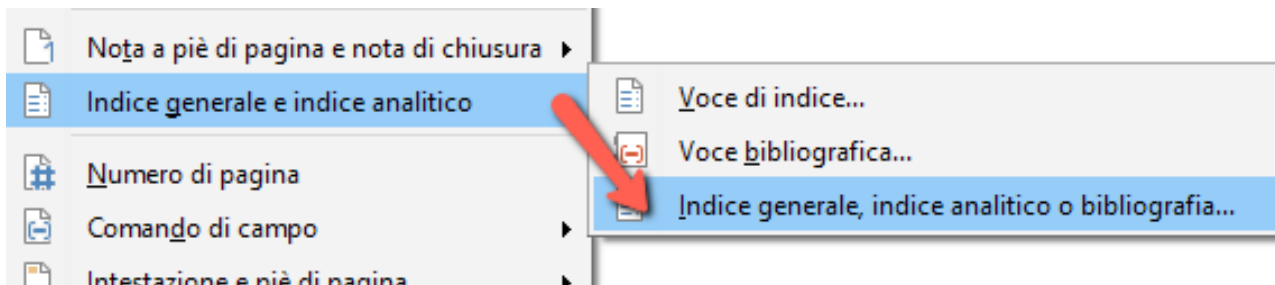 Nota a piè di pagina e nota di chiusura
Indice generale e indice analitico
Voce di indice...
Voce bibliografica...
Numero di pagina
Indice generale, indice analitico o bibliografia...
Comando di campo
Intestazione e piè di pagina